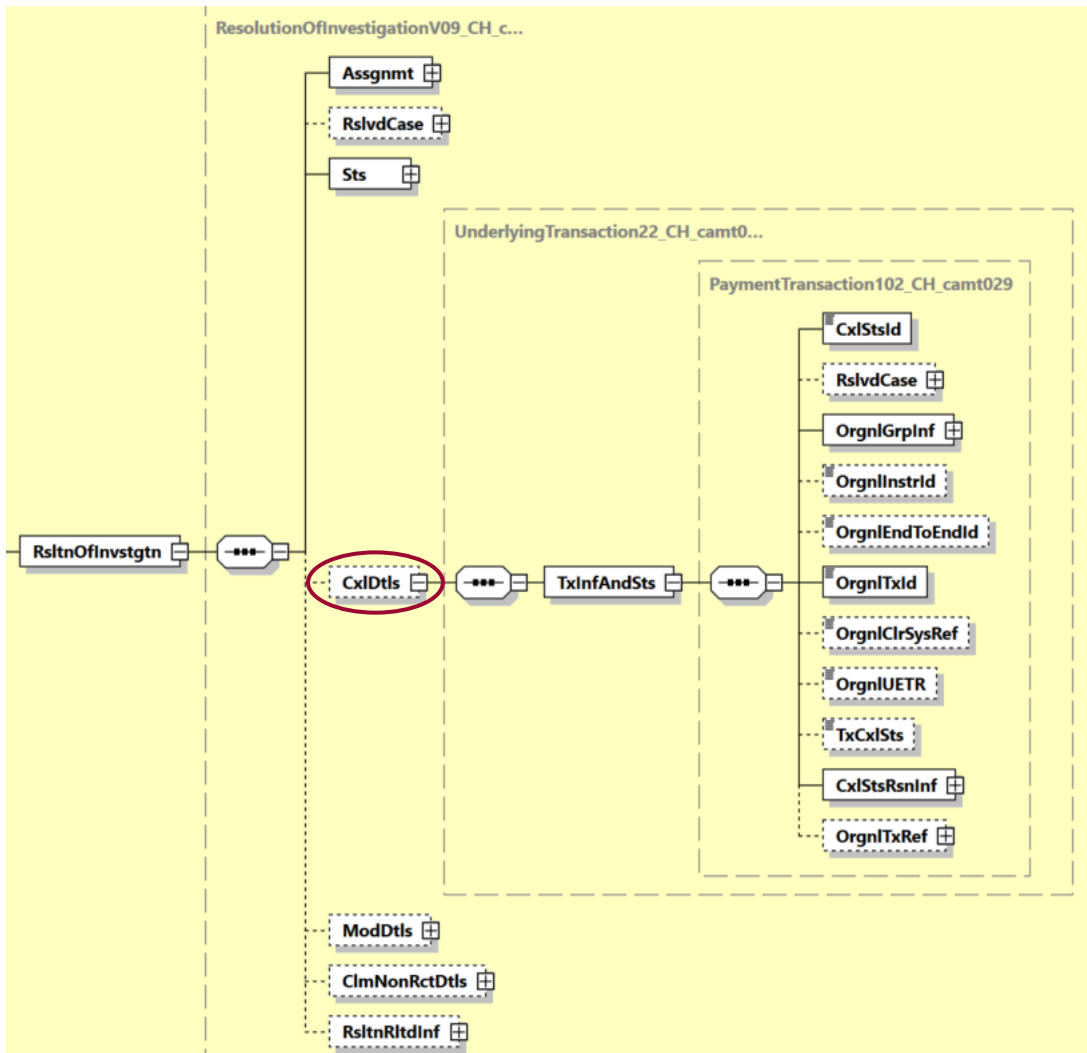 ResolutionOfInvestigationV09_CH_c...
Assgnmt
RslvdCase
Sts
UnderlyingTransaction22_CH_camt0...
PaymentTransaction102_CH_camt029
CxlStsId
RslvdCase
OrgnlGrpInf
OrgnlInstrId
OrgnlEndToEndId
RsltnOfInvstgtn
CxlDtls
TxInfAndSts
OrgnlTxId
OrgnlClrSysRef
OrgnlUETR
TxCxlSts
CxlStsRsnInf
OrgnlTxRef
ModDtls
ClmNonRctDtls
RsltnRltdInf